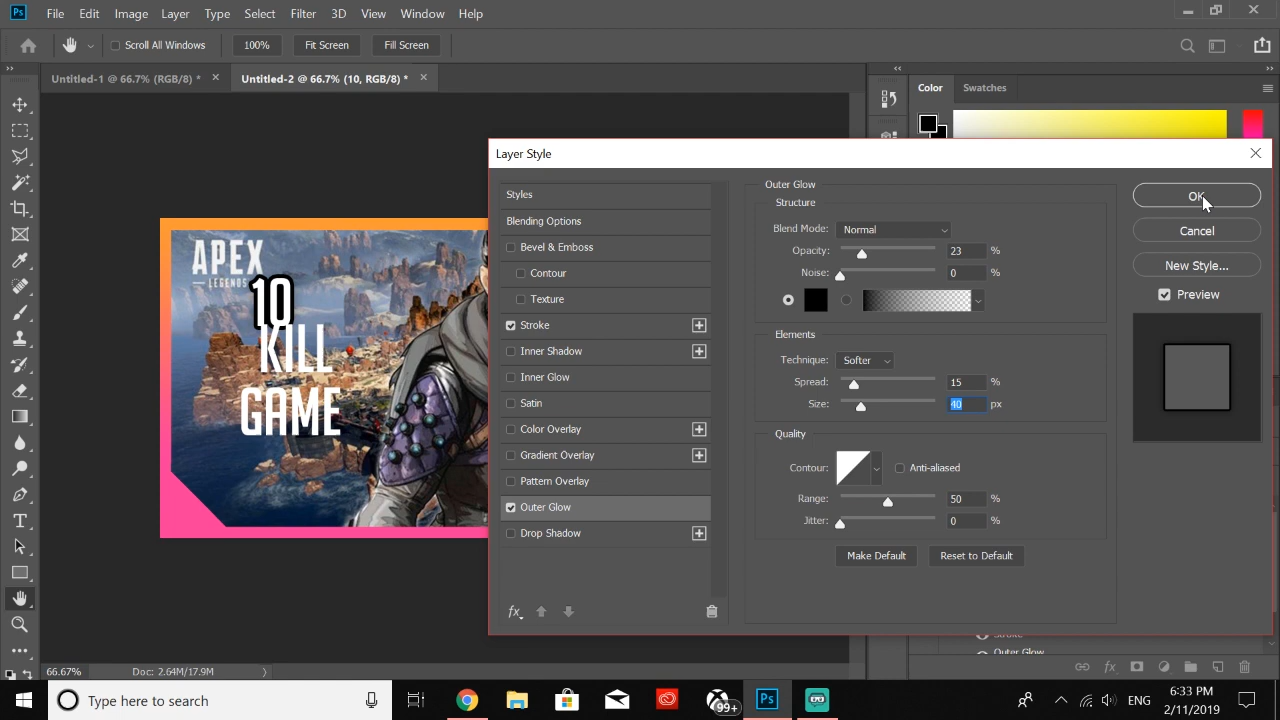 Ps File Edit Image Layer Type Select Filter 3D View Window Help
Scroll All Windows 100% Fit Screen Fill Screen
Untitled-1 @ 66.7% (RGB/8) * Untitled-2 @ 66.7% (10, RGB/8) *
Color Swatches
APEX
LEGENDS
10
KILL
GAME
Layer Style
Styles
Blending Options
Bevel & Emboss
Contour
Texture
Stroke
Inner Shadow
Inner Glow
Satin
Color Overlay
Gradient Overlay
Pattern Overlay
Outer Glow
Drop Shadow
fx
Outer Glow
Structure
Blend Mode: Normal
Opacity: 23 %
Noise: 0 %
Elements
Technique: Softer
Spread: 15 %
Size: 40 px
Quality
Contour: Anti-aliased
Range: 50 %
Jitter: 0 %
Make Default Reset to Default
OK
Cancel
New Style...
Preview
Stroke
Outer Glow
fx
66.67% Doc: 2.64M/17.9M
Type here to search
99+
Ps
ENG
6:33 PM
2/11/2019